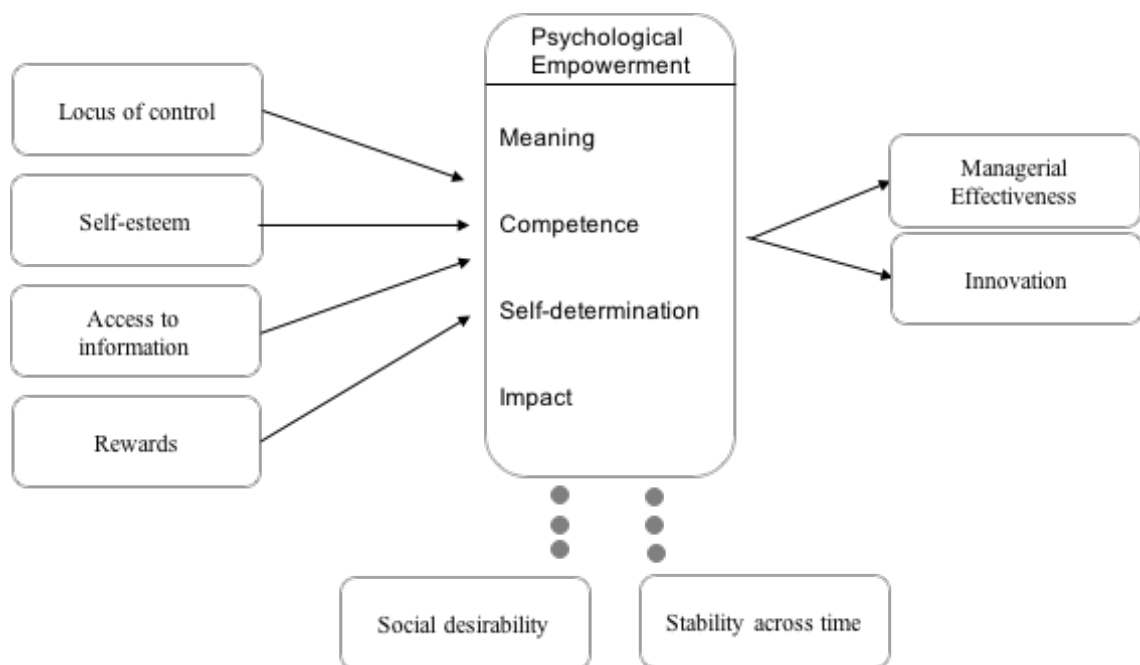 Psychological
Empowerment
Locus of control
Self-esteem
Access to
information
Rewards
Meaning
Competence
Self-determination
Impact
Managerial
Effectiveness
Innovation
Social desirability
Stability across time